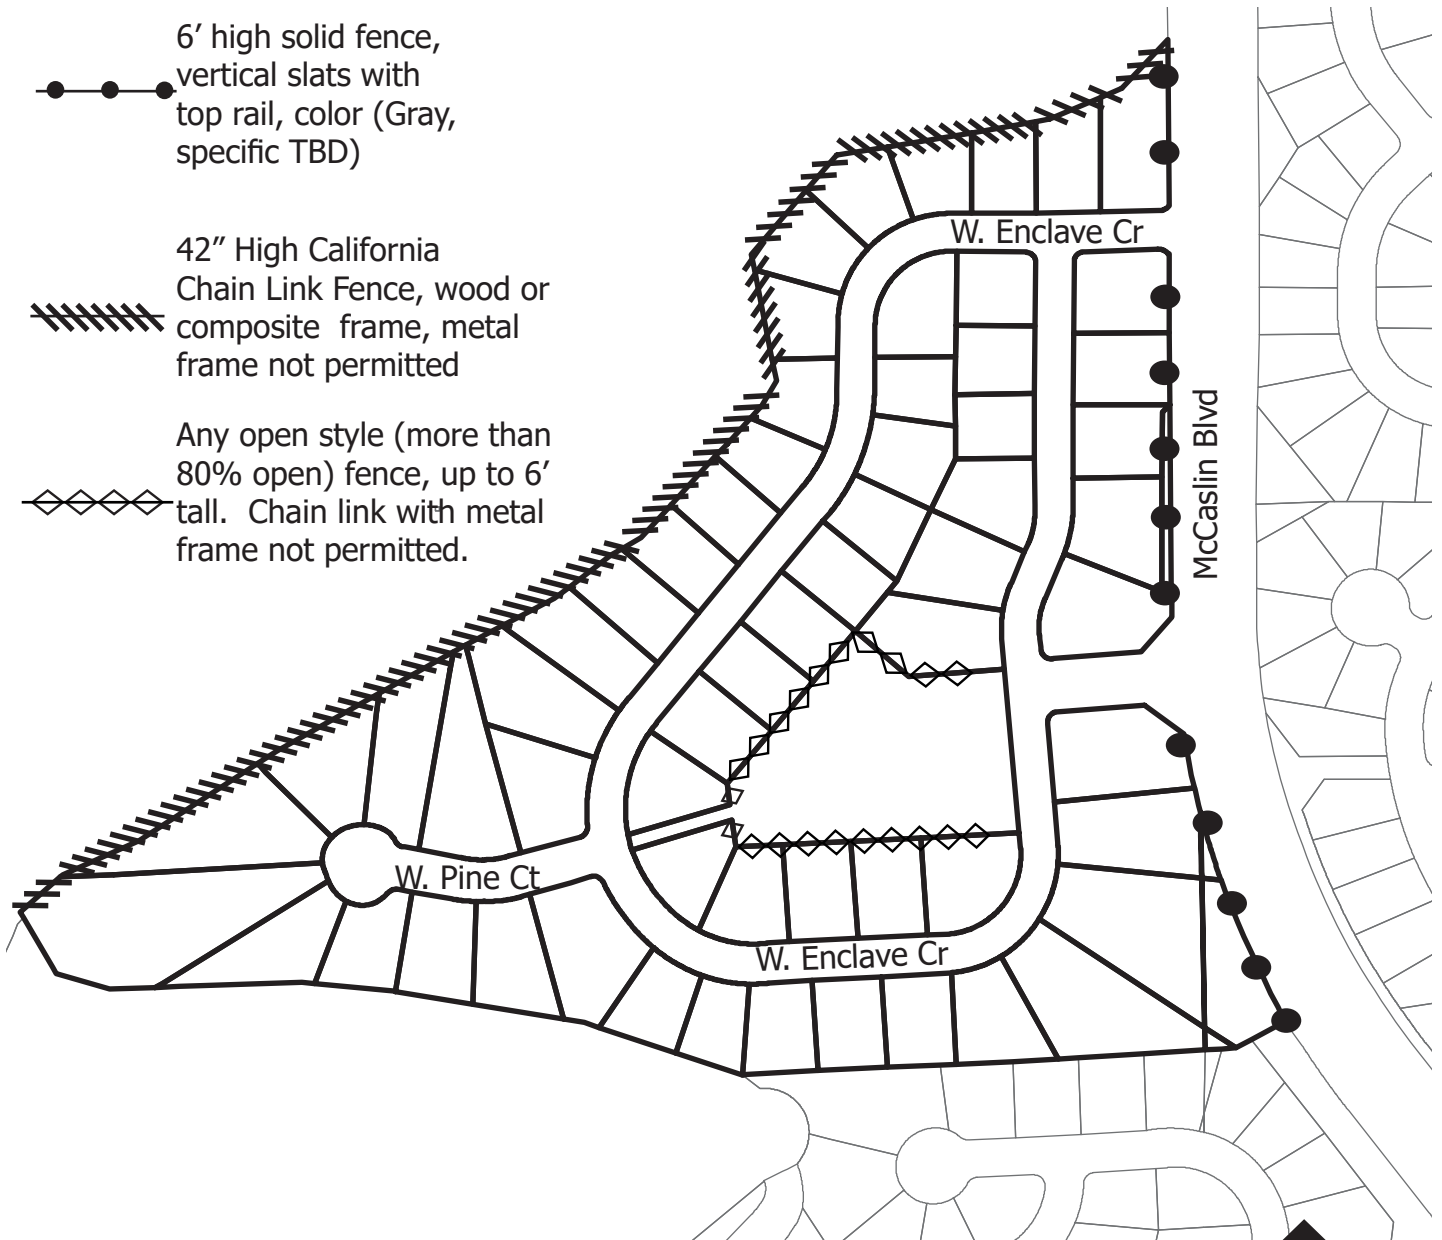 6’ high solid fence,
vertical slats with
top rail, color (Gray,
specific TBD)
42” High California
Chain Link Fence, wood or
composite  frame, metal
frame not permitted
Any open style (more than
80% open) fence, up to 6’
tall.  Chain link with metal
frame not permitted.
W. Enclave Cr
McCaslin Blvd
W. Pine Ct
W. Enclave Cr